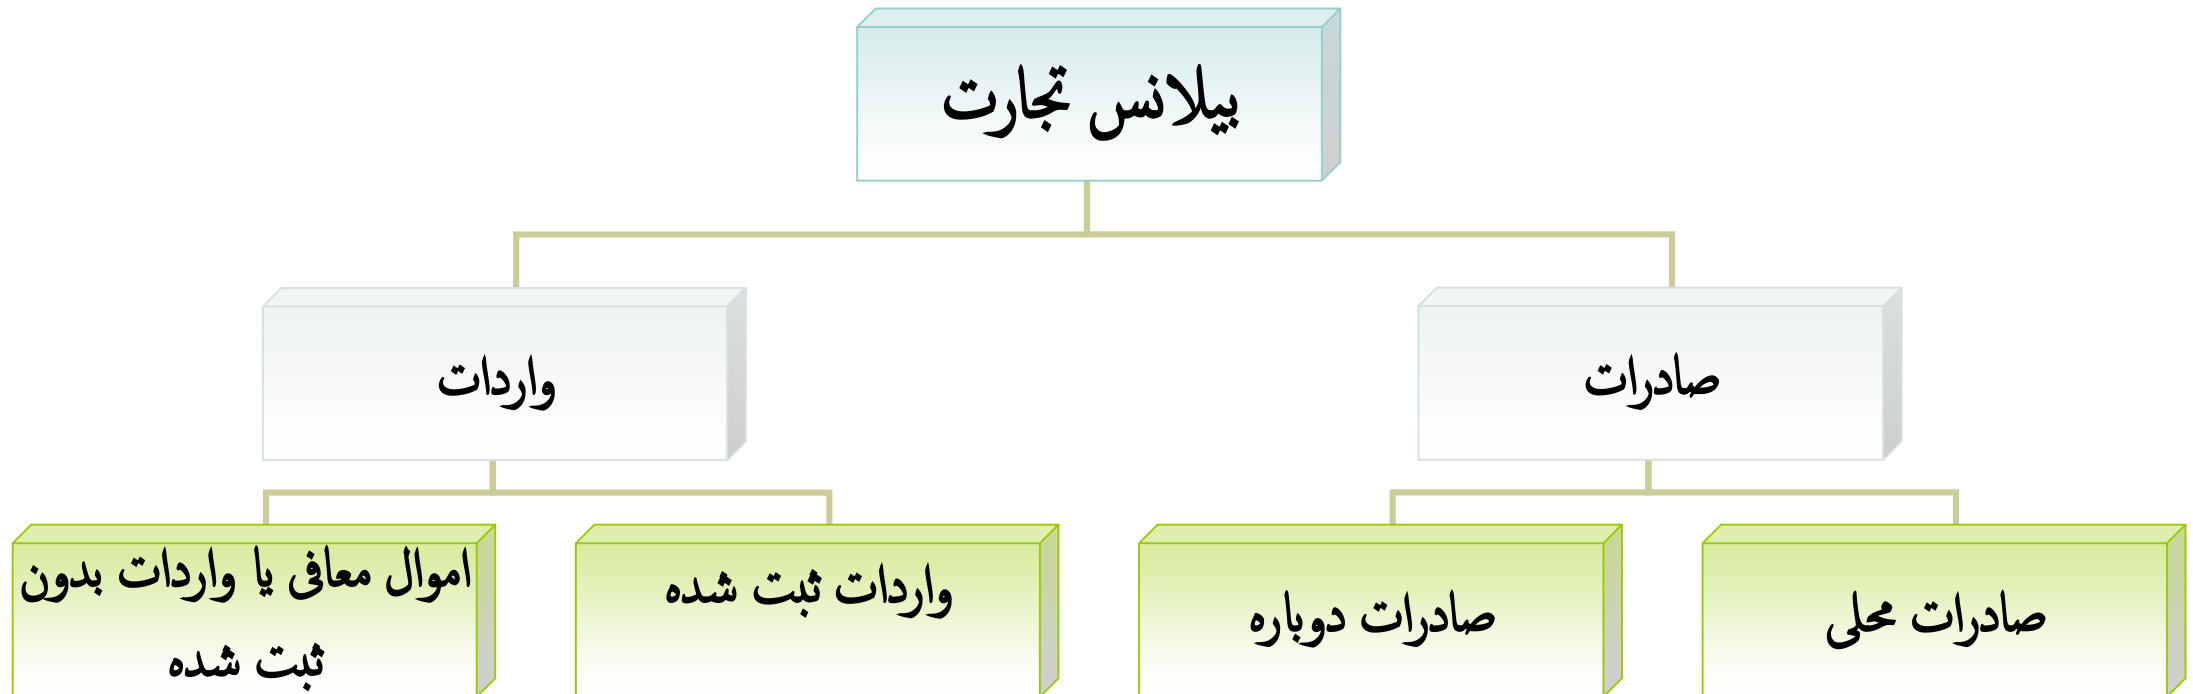 بیلانس تجارت
صادرات
واردات
صادرات محلی
صادرات دوباره
واردات ثبت شده
اموال معافی یا واردات بدون
ثبت شده